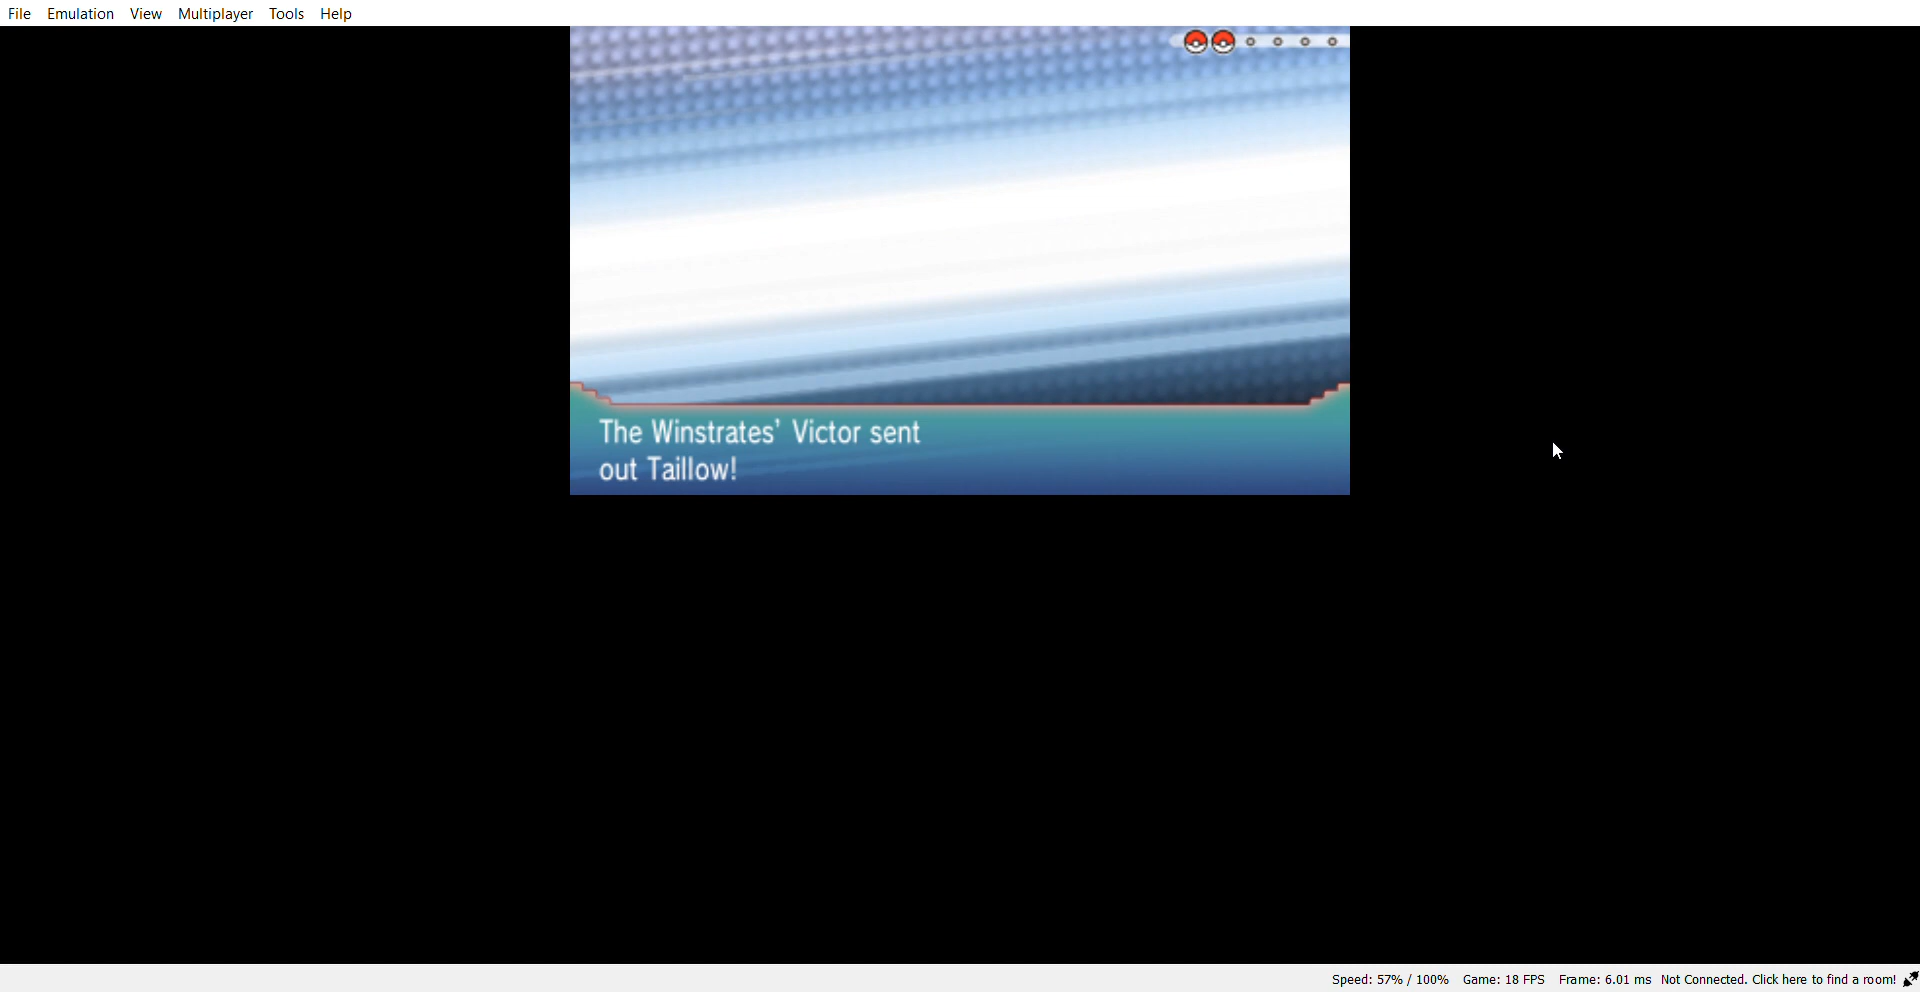 File Emulation View Multiplayer Tools Help
The Winstrates' Victor sent
out Taillow!
Speed: 57% / 100% Game: 18 FPS Frame: 6.01 ms Not Connected. Click here to find a room!